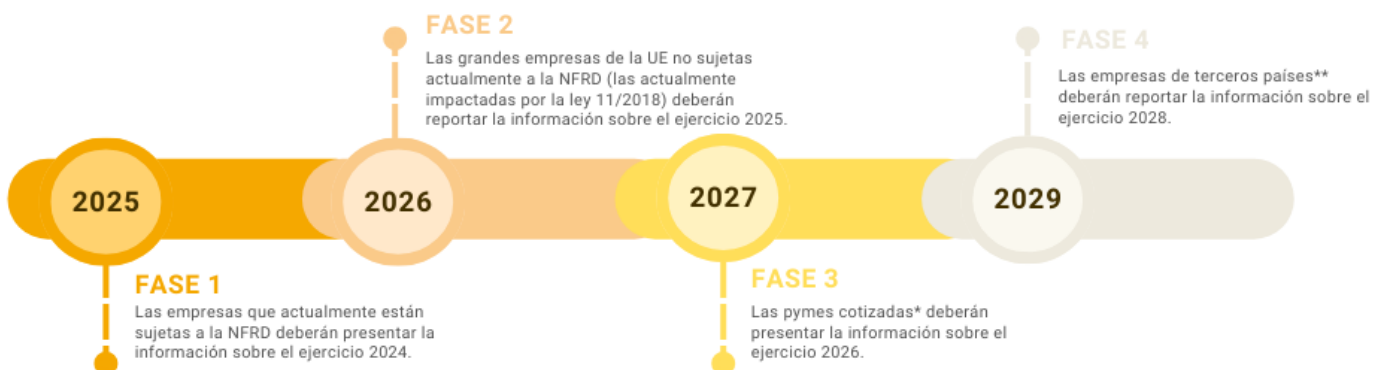 FASE 2
Las grandes empresas de la UE no sujetas
actualmente a la NFRD (las actualmente
impactadas por la ley 11/2018) deberán
reportar la información sobre el ejercicio 2025.
FASE 4
Las empresas de terceros países**
deberán reportar la información sobre el
ejercicio 2028.
2025
2026
2027
2029
FASE 1
Las empresas que actualmente están
sujetas a la NFRD deberán presentar la
información sobre el ejercicio 2024.
FASE 3
Las pymes cotizadas* deberán
presentar la información sobre el
ejercicio 2026.